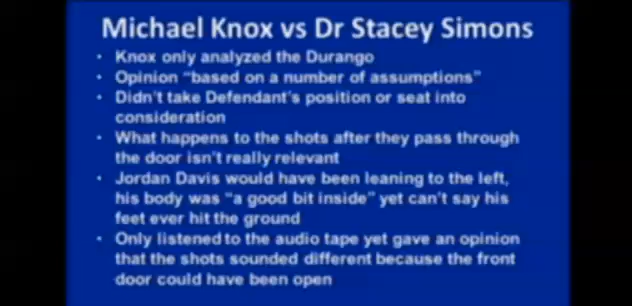 Michael Knox vs Dr Stacey Simons
• Knox only analyzed the Durango
• Opinion "based on a number of assumptions"
• Didn't take Defendant's position or seat into
consideration
• What happens to the shots after they pass through
the door isn't really relevant
• Jordan Davis would have been leaning to the left,
his body was "a good bit inside" yet can't say his
feet ever hit the ground
• Only listened to the audio tape yet gave an opinion
that the shots sounded different because the front
door could have been open